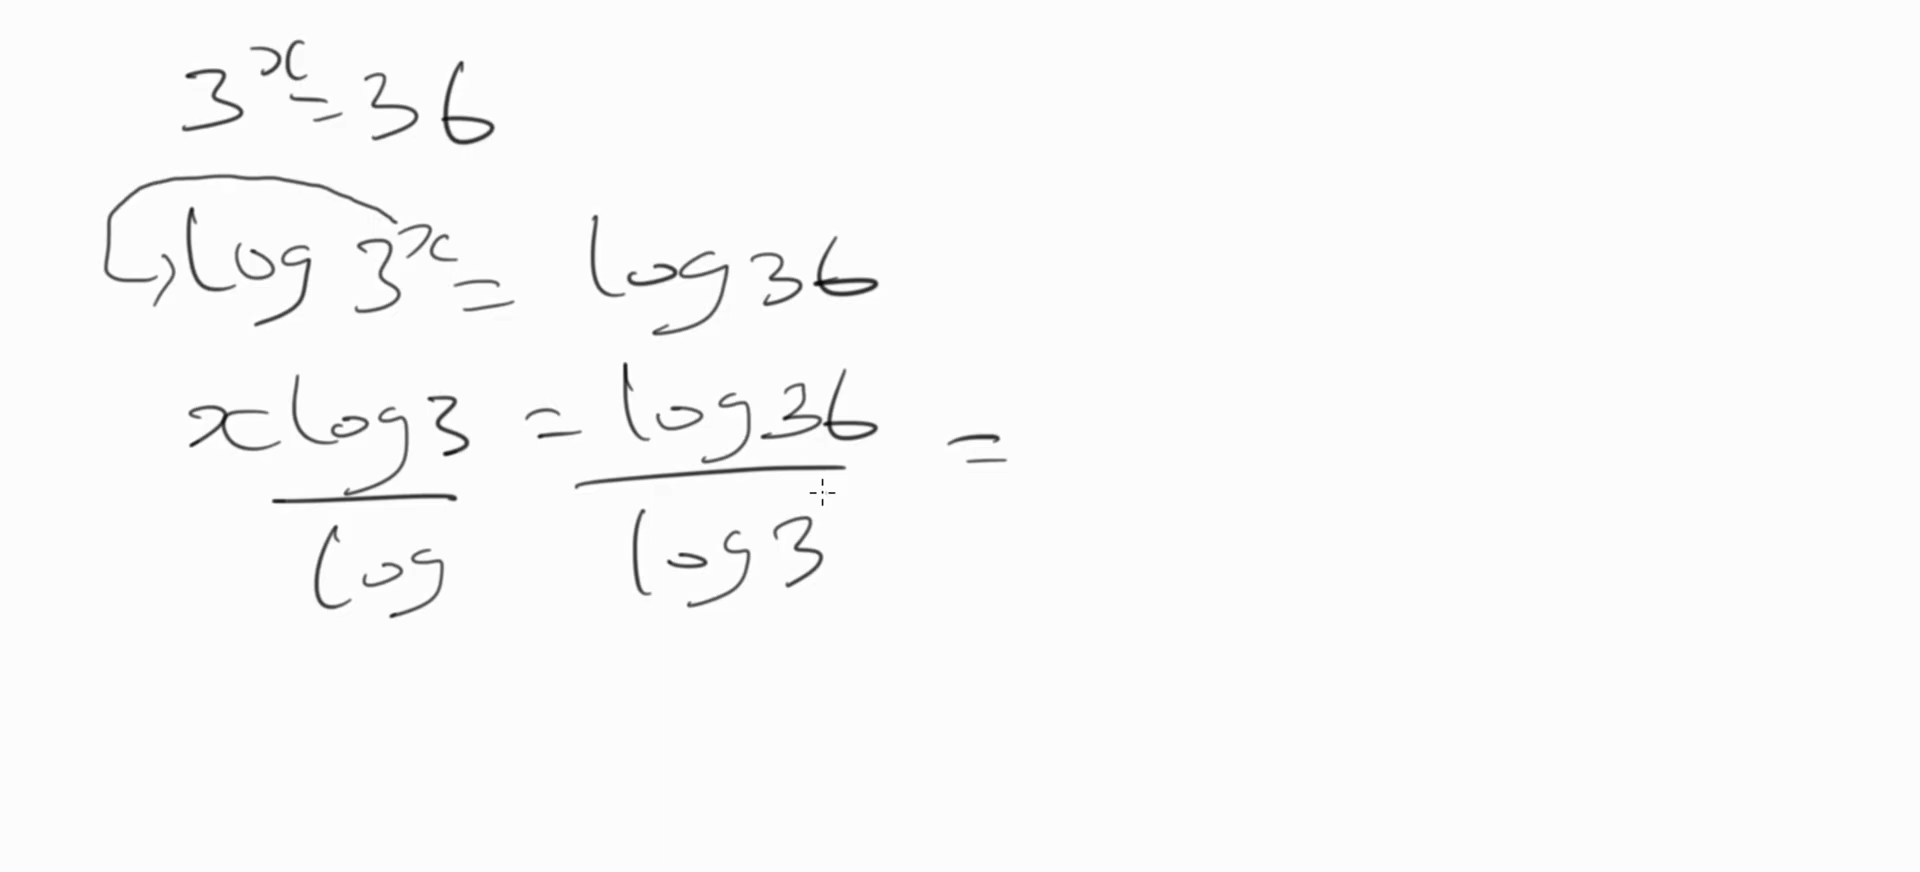 3^x = 36
log 3^x = log 36
x log 3 = log 36 =
log log 3